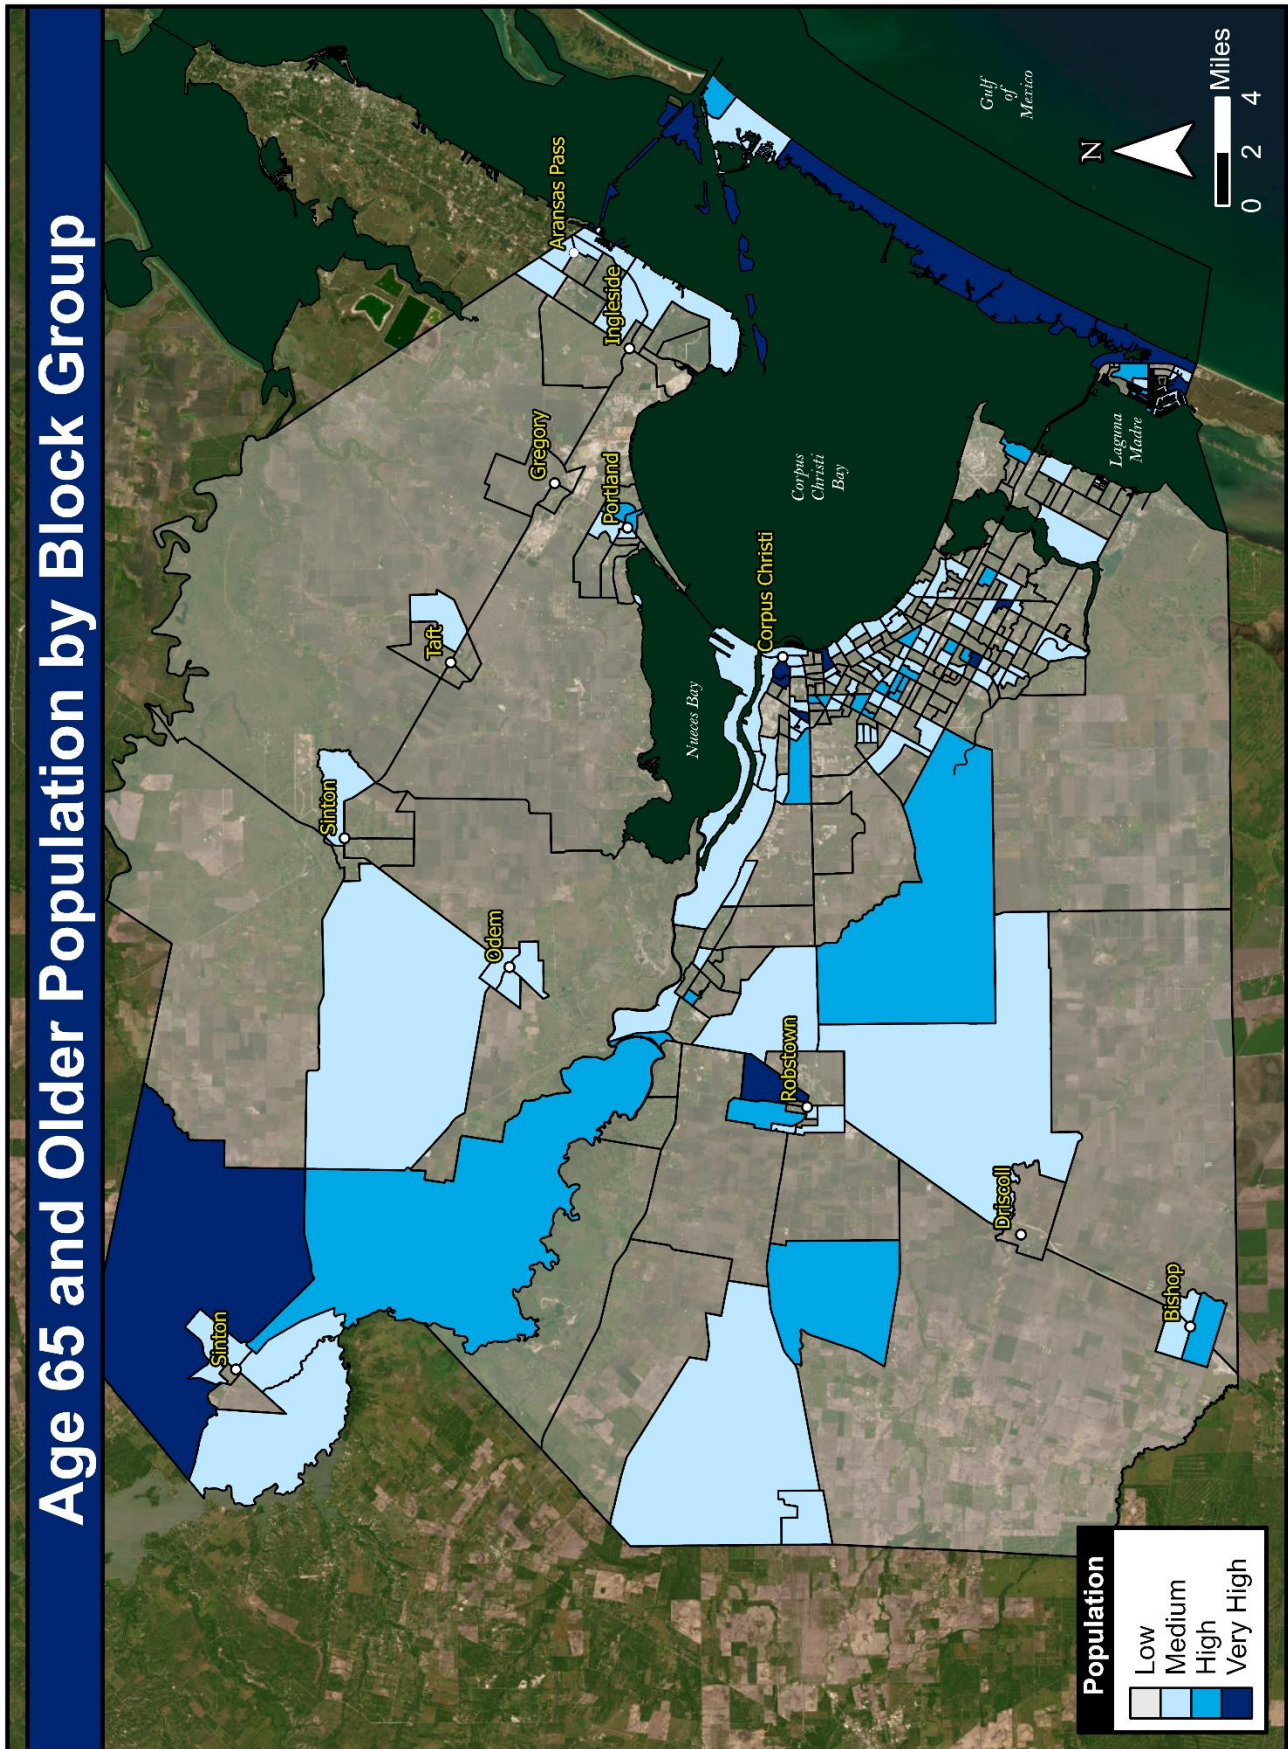 Age 65 and Older Population by Block Group
Sinton
Sinton
Odem
Taft
Gregory
Aransas Pass
Ingleside
Portland
Nueces Bay
Corpus Christi
Corpus
Christi
Bay
Gulf
of
Mexico
Robstown
Driscoll
Bishop
Laguna
Madre
N
0 2 4 Miles
Population
Low
Medium
High
Very High